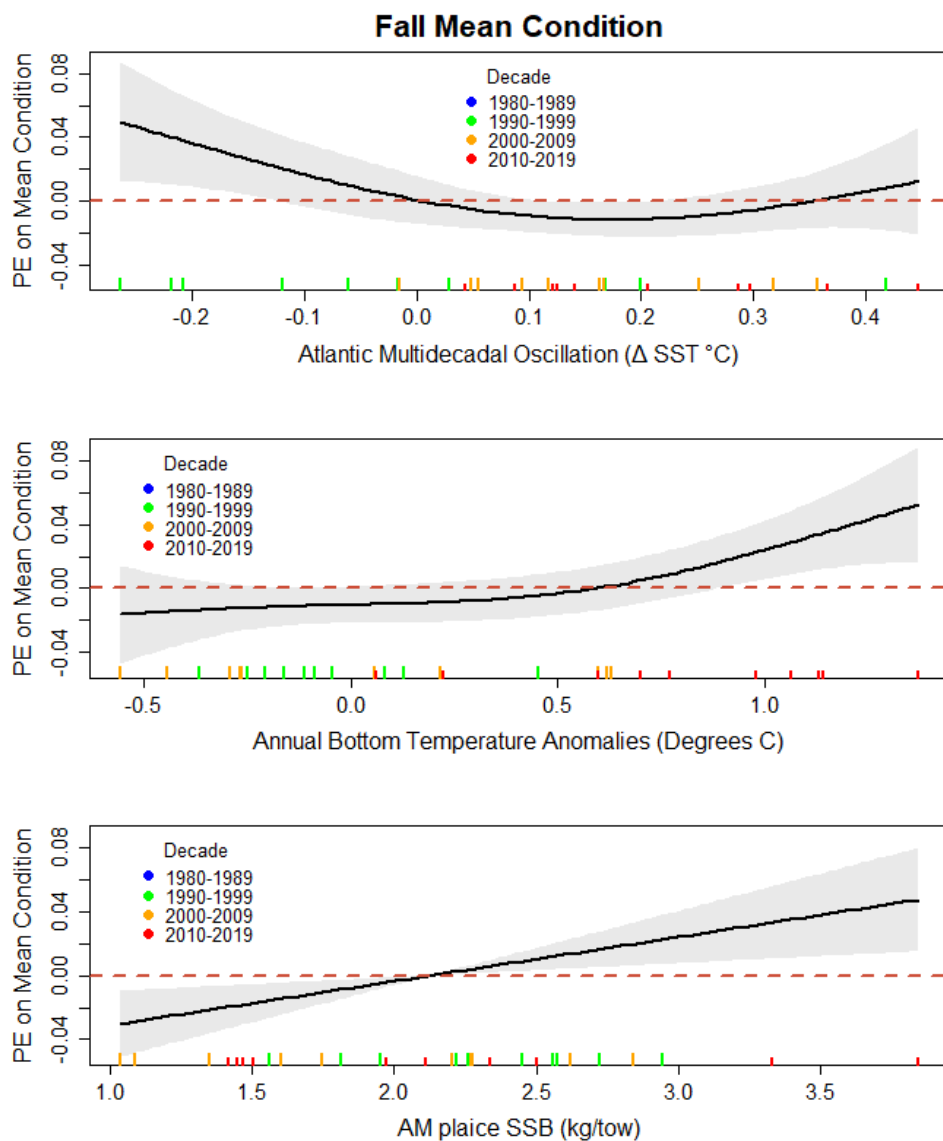 Fall Mean Condition
PE on Mean Condition
0.08
0.04
0.00
-0.04
Decade
1980-1989
1990-1999
2000-2009
2010-2019
-0.2 -0.1 0.0 0.1 0.2 0.3 0.4
Atlantic Multidecadal Oscillation (Δ SST °C)
PE on Mean Condition
0.08
0.04
0.00
-0.04
Decade
1980-1989
1990-1999
2000-2009
2010-2019
-0.5 0.0 0.5 1.0
Annual Bottom Temperature Anomalies (Degrees C)
PE on Mean Condition
0.08
0.04
0.00
-0.04
Decade
1980-1989
1990-1999
2000-2009
2010-2019
1.0 1.5 2.0 2.5 3.0 3.5
AM plaice SSB (kg/tow)